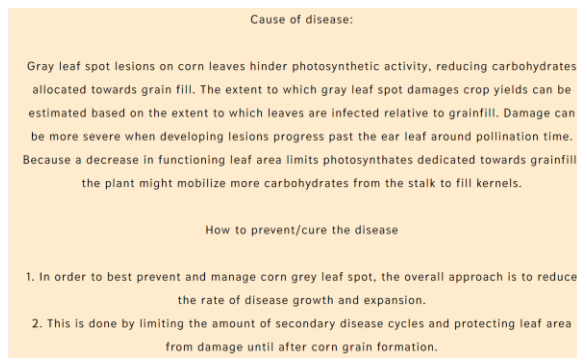 Cause of disease:
Gray leaf spot lesions on corn leaves hinder photosynthetic activity, reducing carbohydrates
allocated towards grain fill. The extent to which gray leaf spot damages crop yields can be
estimated based on the extent to which leaves are infected relative to grainfill. Damage can
be more severe when developing lesions progress past the ear leaf around pollination time.
Because a decrease in functioning leaf area limits photosynthates dedicated towards grainfill
the plant might mobilize more carbohydrates from the stalk to fill kernels.
How to prevent/cure the disease
1. In order to best prevent and manage corn grey leaf spot, the overall approach is to reduce
the rate of disease growth and expansion.
2. This is done by limiting the amount of secondary disease cycles and protecting leaf area
from damage until after corn grain formation.